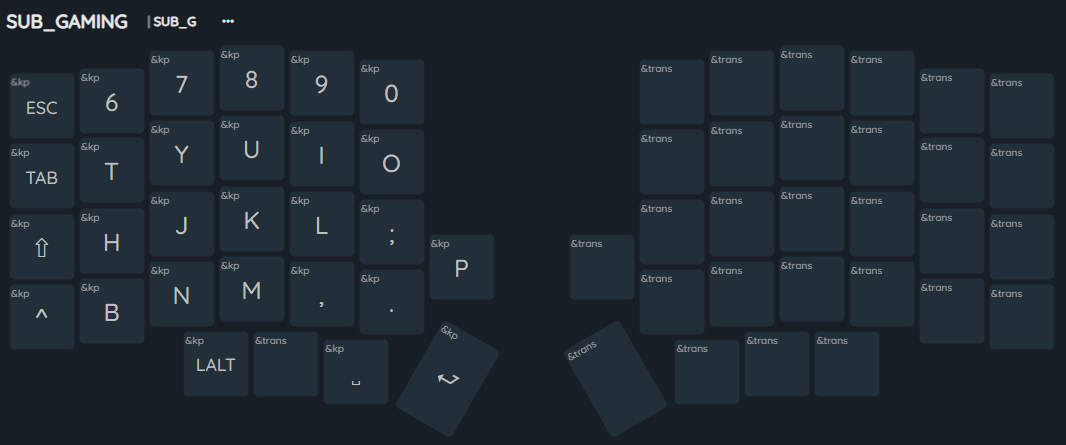 SUB_GAMING | SUB_G •••
&kp ESC &kp 6 &kp 7 &kp 8 &kp 9 &kp 0 &trans &trans &trans &trans &trans &trans
&kp TAB &kp T &kp Y &kp U &kp I &kp O &trans &trans &trans &trans &trans &trans
&kp ⇧ &kp H &kp J &kp K &kp L &kp ; &trans &trans &trans &trans &trans &trans
&kp ^ &kp B &kp N &kp M &kp , &kp . &kp P &trans &trans &trans &trans &trans &trans &trans
&kp LALT &trans &kp ␣ &kp ↩ &trans &trans &trans &trans